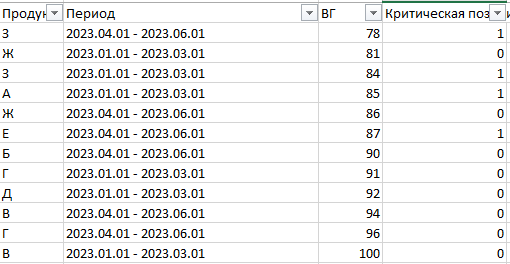 Продук Период ВГ Критическая поз
З 2023.04.01 - 2023.06.01 78 1
Ж 2023.01.01 - 2023.03.01 81 0
З 2023.01.01 - 2023.03.01 84 1
А 2023.01.01 - 2023.03.01 85 1
Ж 2023.04.01 - 2023.06.01 86 0
Е 2023.04.01 - 2023.06.01 87 1
Б 2023.04.01 - 2023.06.01 90 0
Г 2023.01.01 - 2023.03.01 91 0
Д 2023.01.01 - 2023.03.01 92 0
В 2023.04.01 - 2023.06.01 94 0
Г 2023.04.01 - 2023.06.01 96 0
В 2023.01.01 - 2023.03.01 100 0